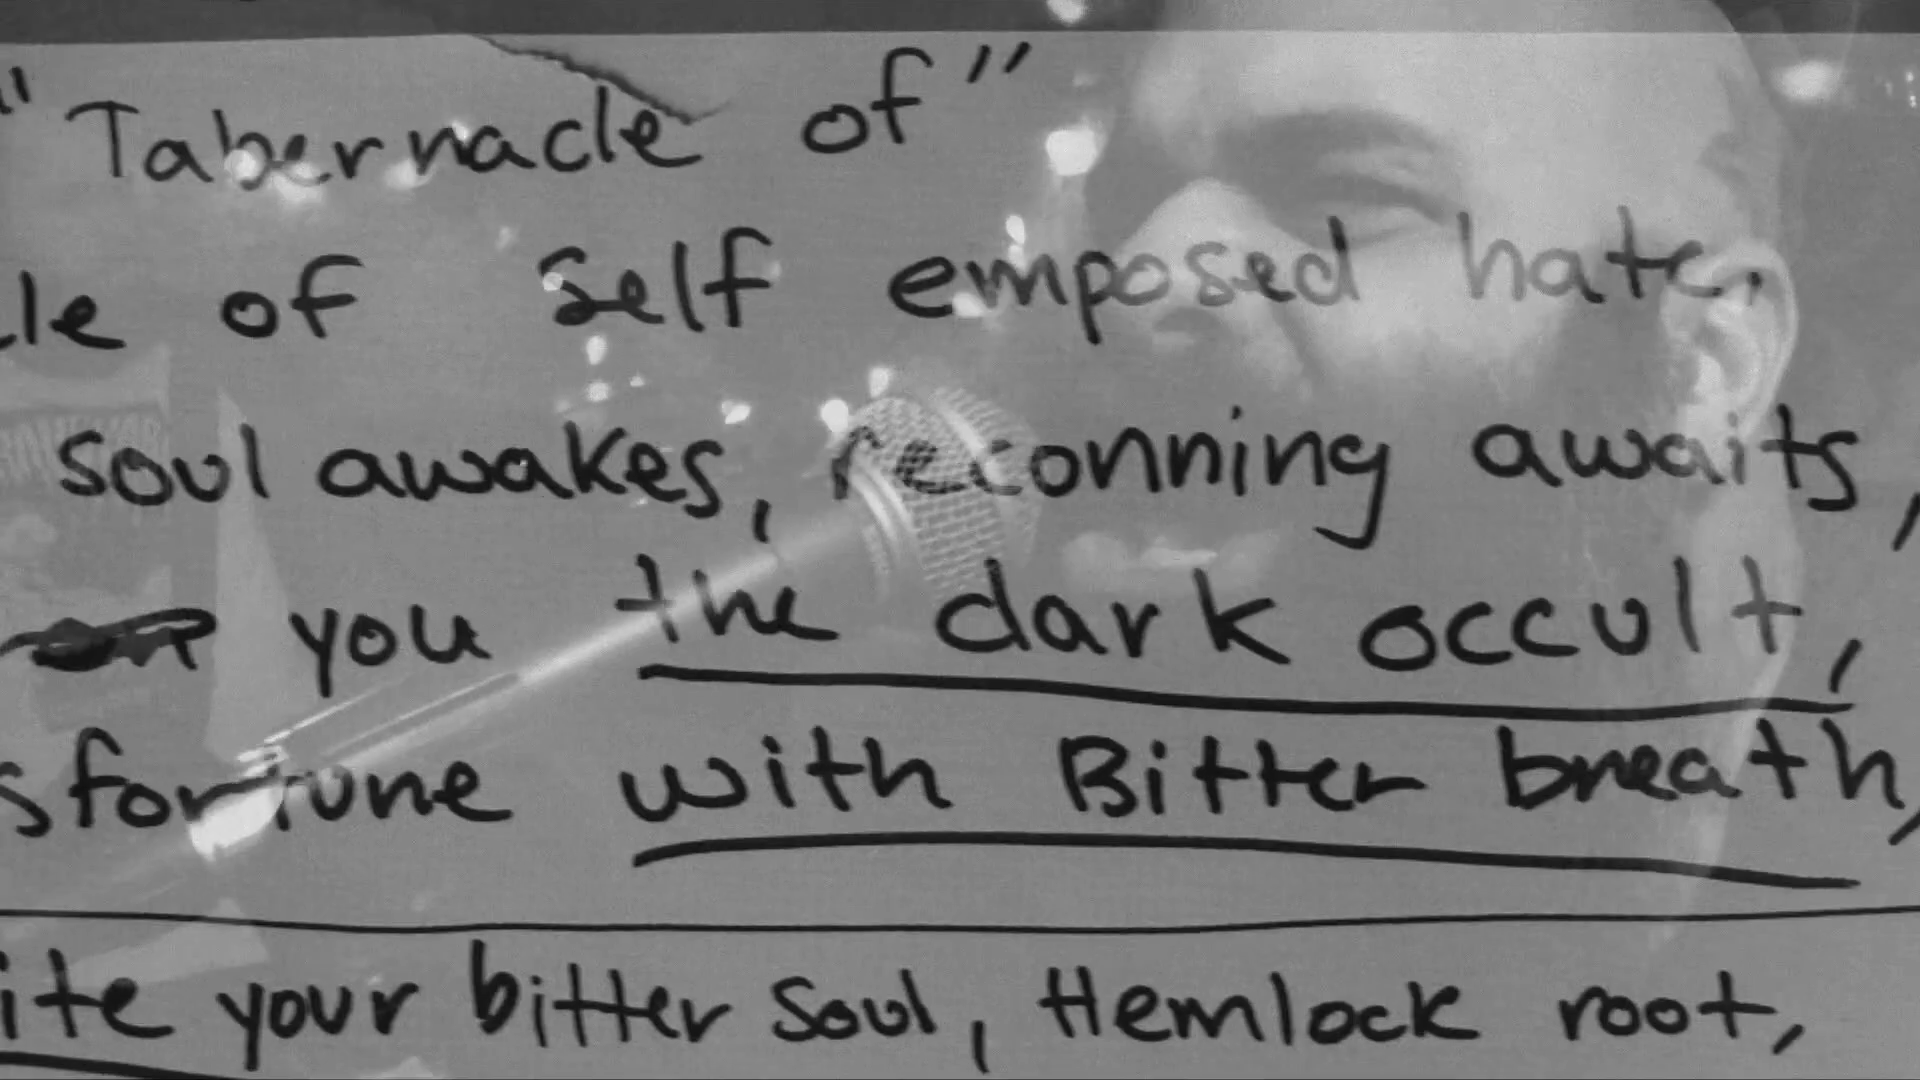 "Tabernacle of"
le of self emposed hate.
soul awakes, reconning awaits,
you the dark occult,
sfortune with Bitter breath,
ite your bitter soul, Hemlock root,